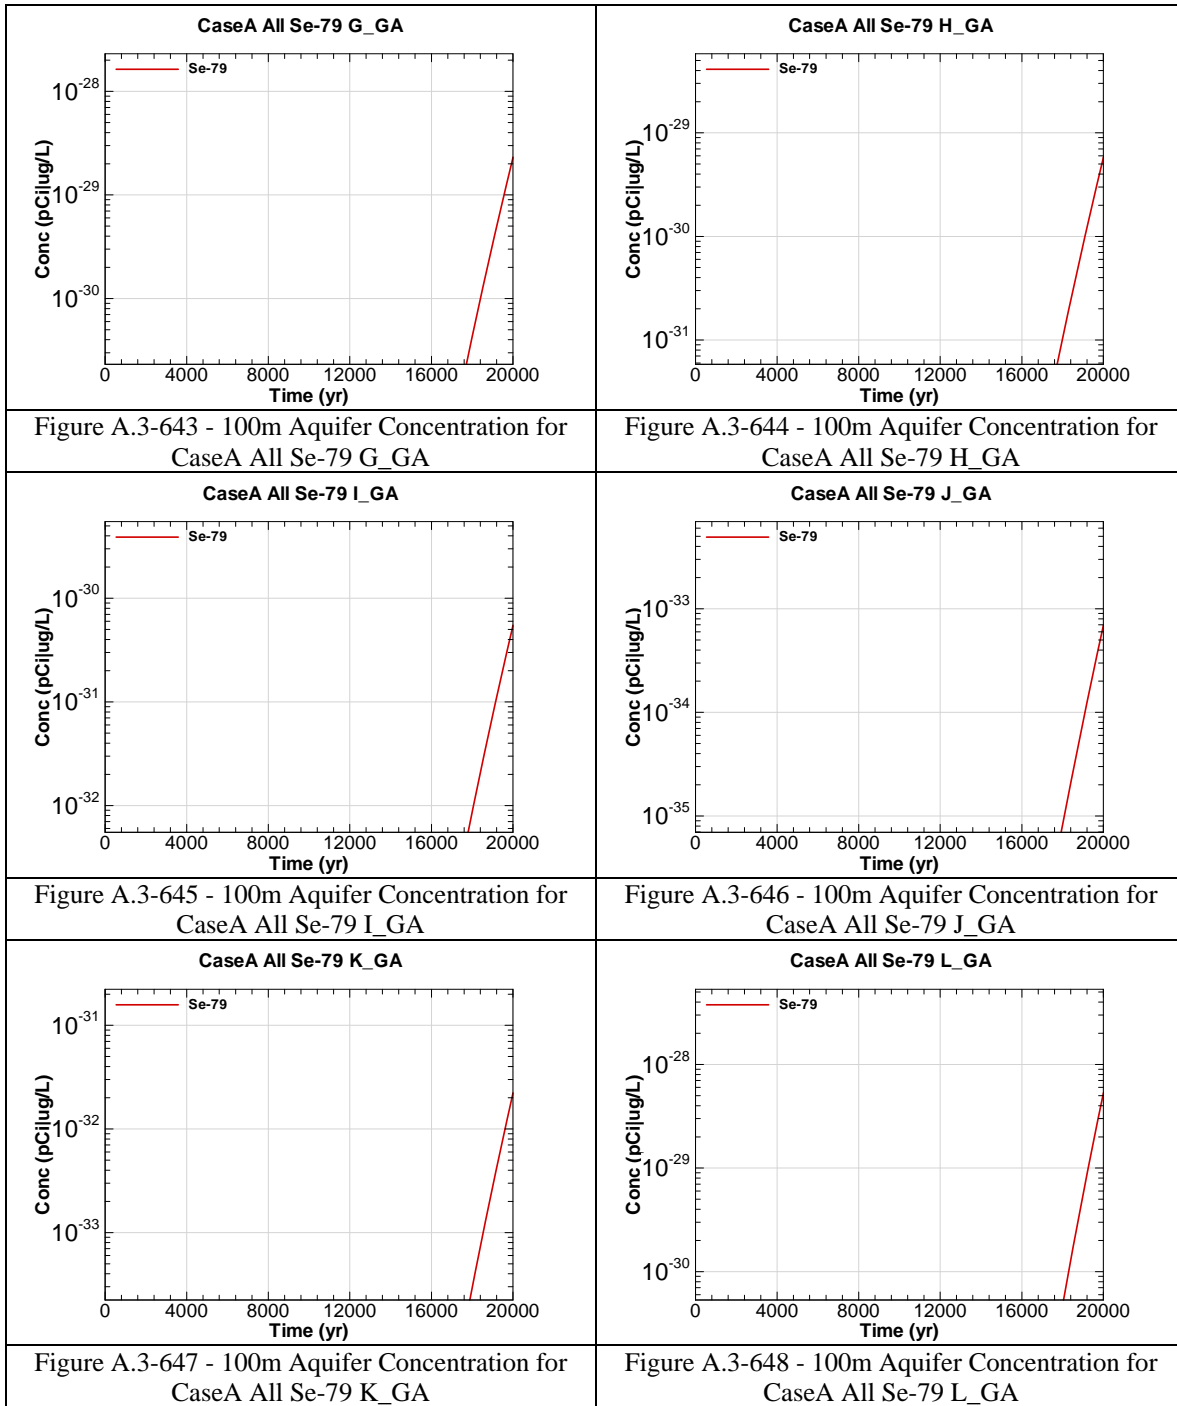 CaseA All Se-79 G_GA
Se-79
Conc (pCi|ug/L)
10-28
10-29
10-30
0 4000 8000 12000 16000 20000
Time (yr)
Figure A.3-643 - 100m Aquifer Concentration for
CaseA All Se-79 G_GA
CaseA All Se-79 H_GA
Se-79
Conc (pCi|ug/L)
10-29
10-30
10-31
0 4000 8000 12000 16000 20000
Time (yr)
Figure A.3-644 - 100m Aquifer Concentration for
CaseA All Se-79 H_GA
CaseA All Se-79 I_GA
Se-79
Conc (pCi|ug/L)
10-30
10-31
10-32
0 4000 8000 12000 16000 20000
Time (yr)
Figure A.3-645 - 100m Aquifer Concentration for
CaseA All Se-79 I_GA
CaseA All Se-79 J_GA
Se-79
Conc (pCi|ug/L)
10-33
10-34
10-35
0 4000 8000 12000 16000 20000
Time (yr)
Figure A.3-646 - 100m Aquifer Concentration for
CaseA All Se-79 J_GA
CaseA All Se-79 K_GA
Se-79
Conc (pCi|ug/L)
10-31
10-32
10-33
0 4000 8000 12000 16000 20000
Time (yr)
Figure A.3-647 - 100m Aquifer Concentration for
CaseA All Se-79 K_GA
CaseA All Se-79 L_GA
Se-79
Conc (pCi|ug/L)
10-28
10-29
10-30
0 4000 8000 12000 16000 20000
Time (yr)
Figure A.3-648 - 100m Aquifer Concentration for
CaseA All Se-79 L_GA